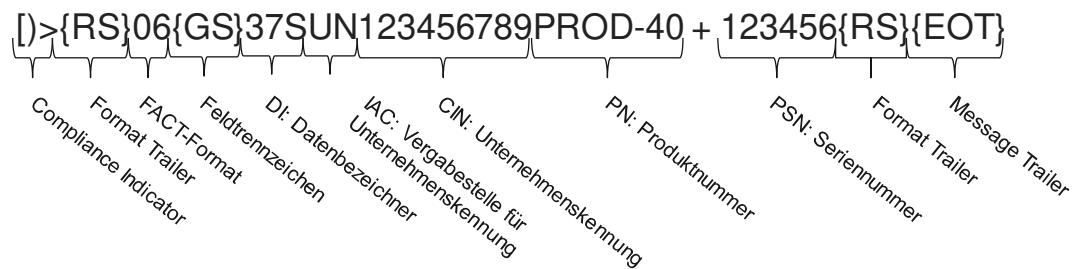 [)>{RS}06{GS}37SUN123456789PROD-40 + 123456{RS}{EOT}
Compliance Indicator
Format Trailer
FACT-Format
Feldtrennzeichen
DI: Datenbezeichner
IAC: Vergabestelle für
Unternehmenskennung
CIN: Unternehmenskennung
PN: Produktnummer
PSN: Seriennummer
Format Trailer
Message Trailer